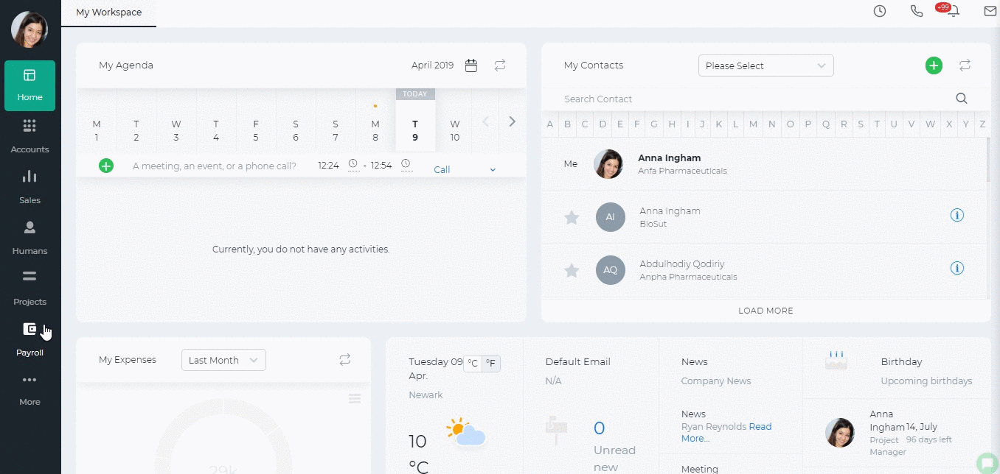 My Workspace
+99
Home
Accounts
Sales
Humans
Projects
Payroll
More
My Agenda
April 2019
TODAY
M T W T F S S M T W
1 2 3 4 5 6 7 8 9 10
A meeting, an event, or a phone call?
12:24 - 12:54
Call
Currently, you do not have any activities.
My Contacts
Please Select
Search Contact
A B C D E F G H I J K L M N O P Q R S T U V W X Y Z
Me
Anna Ingham
Anfa Pharmaceuticals
AI
Anna Ingham
BioSut
AQ
Abdulhodiy Qodiriy
Anpha Pharmaceuticals
LOAD MORE
My Expenses
Last Month
29k
Tuesday 09
Apr.
°C °F
Newark
10
°C
Default Email
N/A
0
Unread
new
News
Company News
News
Ryan Reynolds Read
More...
Meeting
Birthday
Upcoming birthdays
Anna
Ingham 14, July
Project 96 days left
Manager